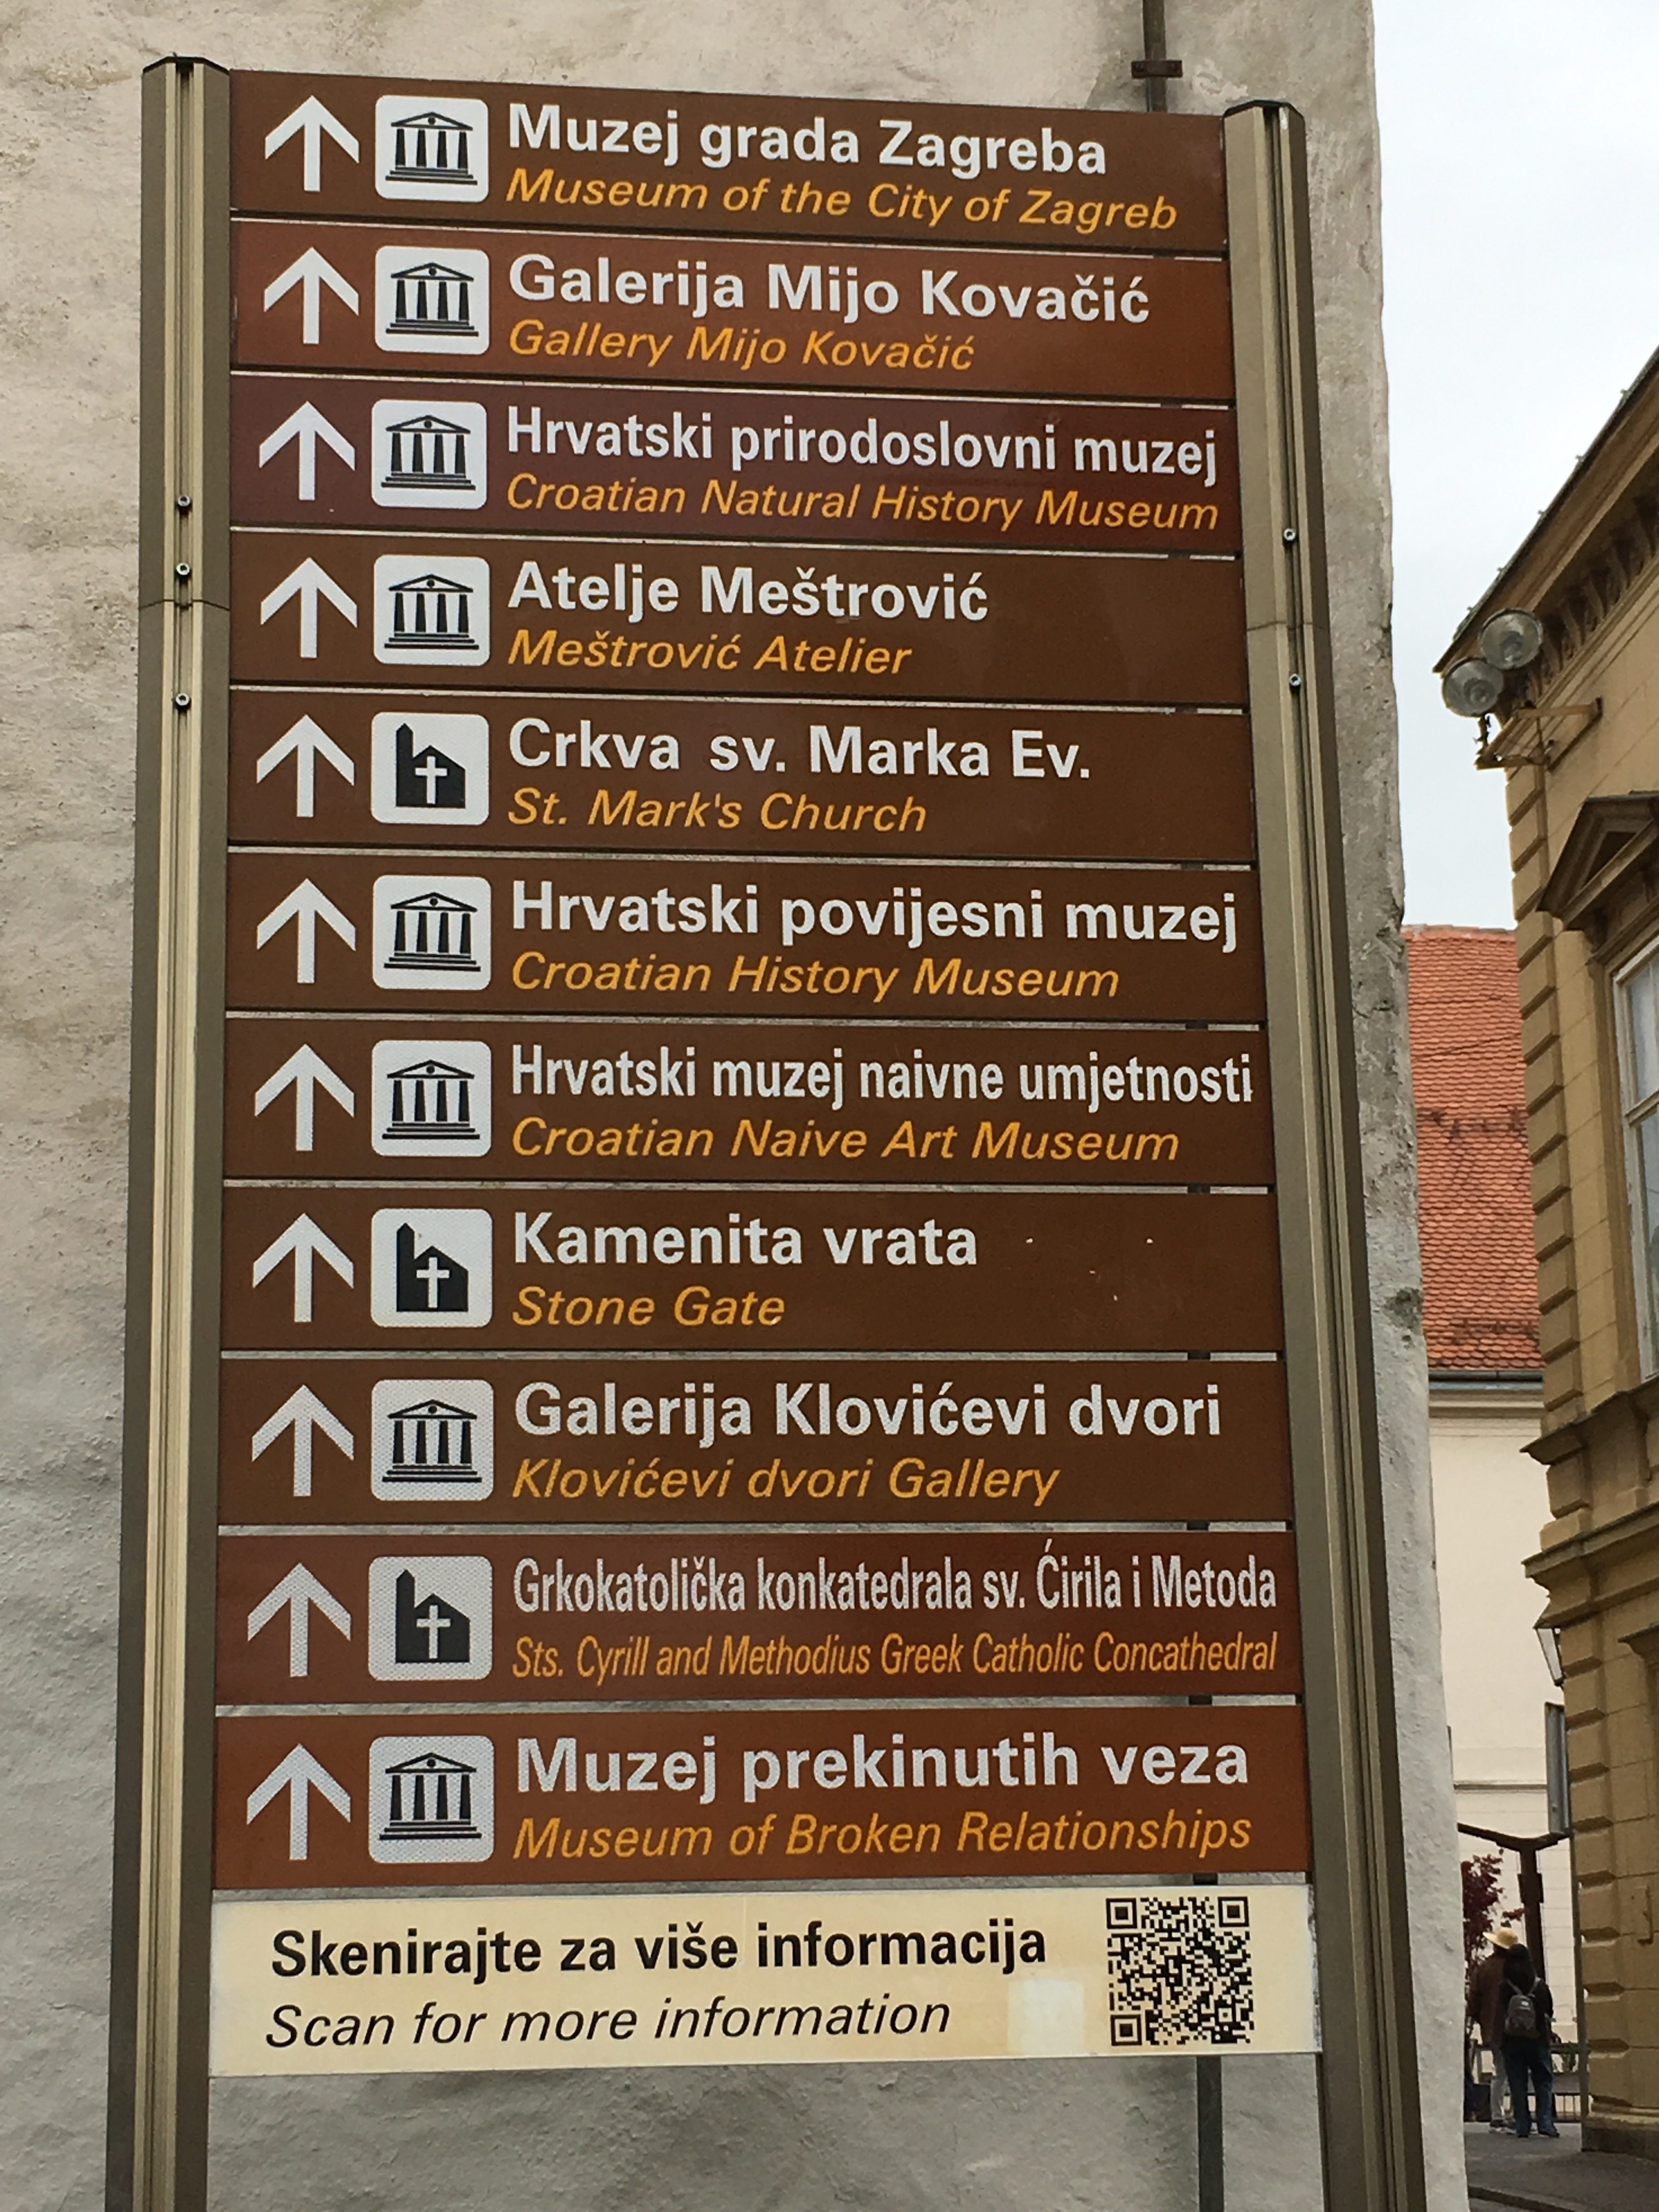 Muzej grada Zagreba
Museum of the City of Zagreb
Galerija Mijo Kovačić
Gallery Mijo Kovačić
Hrvatski prirodoslovni muzej
Croatian Natural History Museum
Atelje Meštrović
Meštrović Atelier
Crkva sv. Marka Ev.
St. Mark's Church
Hrvatski povijesni muzej
Croatian History Museum
Hrvatski muzej naivne umjetnosti
Croatian Naive Art Museum
Kamenita vrata
Stone Gate
Galerija Klovićevi dvori
Klovićevi dvori Gallery
Grkokatolička konkatedrala sv. Ćirila i Metoda
Sts. Cyrill and Methodius Greek Catholic Concathedral
Muzej prekinutih veza
Museum of Broken Relationships
Skenirajte za više informacija
Scan for more information